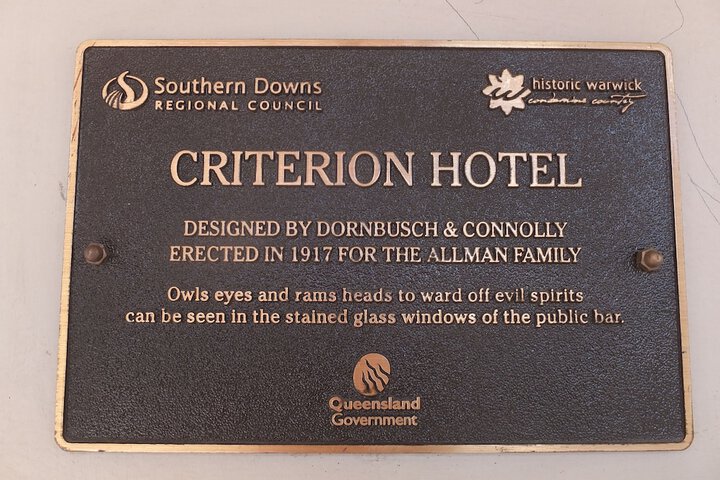 Southern Downs
REGIONAL COUNCIL
historic warwick
condamine country
CRITERION HOTEL
DESIGNED BY DORNBUSCH & CONNOLLY
ERECTED IN 1917 FOR THE ALLMAN FAMILY
Owls eyes and rams heads to ward off evil spirits
can be seen in the stained glass windows of the public bar.
Queensland
Government